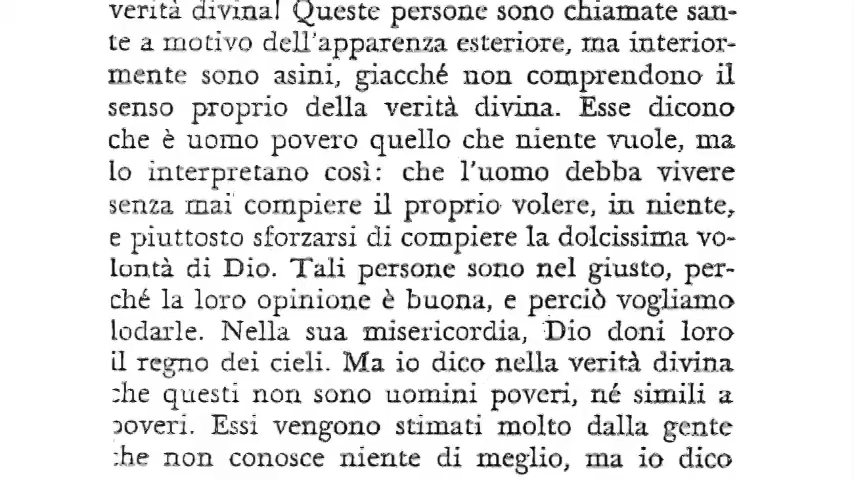 verità divina! Queste persone sono chiamate san-
te a motivo dell'apparenza esteriore, ma interior-
mente sono asini, giacché non comprendono il
senso proprio della verità divina. Esse dicono
che è uomo povero quello che niente vuole, ma
lo interpretano così: che l'uomo debba vivere
senza mai compiere il proprio volere, in niente,
e piuttosto sforzarsi di compiere la dolcissima vo-
lontà di Dio. Tali persone sono nel giusto, per-
ché la loro opinione è buona, e perciò vogliamo
lodarle. Nella sua misericordia, Dio doni loro
il regno dei cieli. Ma io dico nella verità divina
che questi non sono uomini poveri, né simili a
poveri. Essi vengono stimati molto dalla gente
che non conosce niente di meglio, ma io dico